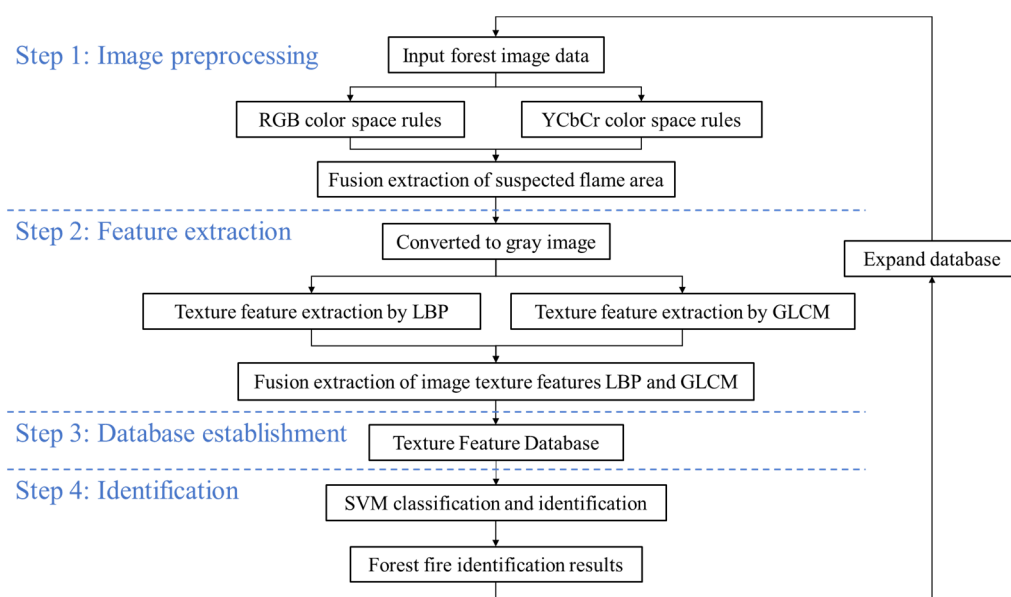 Step 1: Image preprocessing
Input forest image data
RGB color space rules
YCbCr color space rules
Fusion extraction of suspected flame area
Step 2: Feature extraction
Converted to gray image
Expand database
Texture feature extraction by LBP
Texture feature extraction by GLCM
Fusion extraction of image texture features LBP and GLCM
Step 3: Database establishment
Texture Feature Database
Step 4: Identification
SVM classification and identification
Forest fire identification results